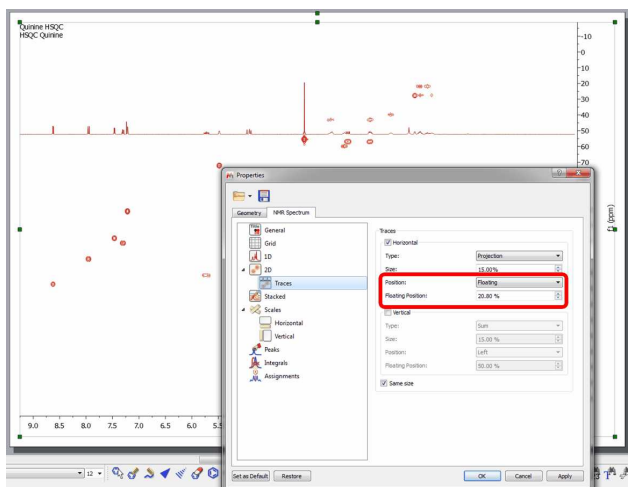 Quinine HSQC
HSQC Quinine
-10
0
10
20
30
40
50
60
70
f1 (ppm)
9.0 8.5 8.0 7.5 7.0 6.5 6.0 5.5
Properties
Geometry NMR Spectrum
General
Grid
1D
2D
Traces
Stacked
Scales
Horizontal
Vertical
Peaks
Integrals
Assignments
Traces
Horizontal
Type: Projection
Size: 15.00%
Position: Floating
Floating Position: 20.80 %
Vertical
Type: Sum
Size: 15.00 %
Position: Left
Floating Position: 50.00 %
Same size
Set as Default Restore OK Cancel Apply
12